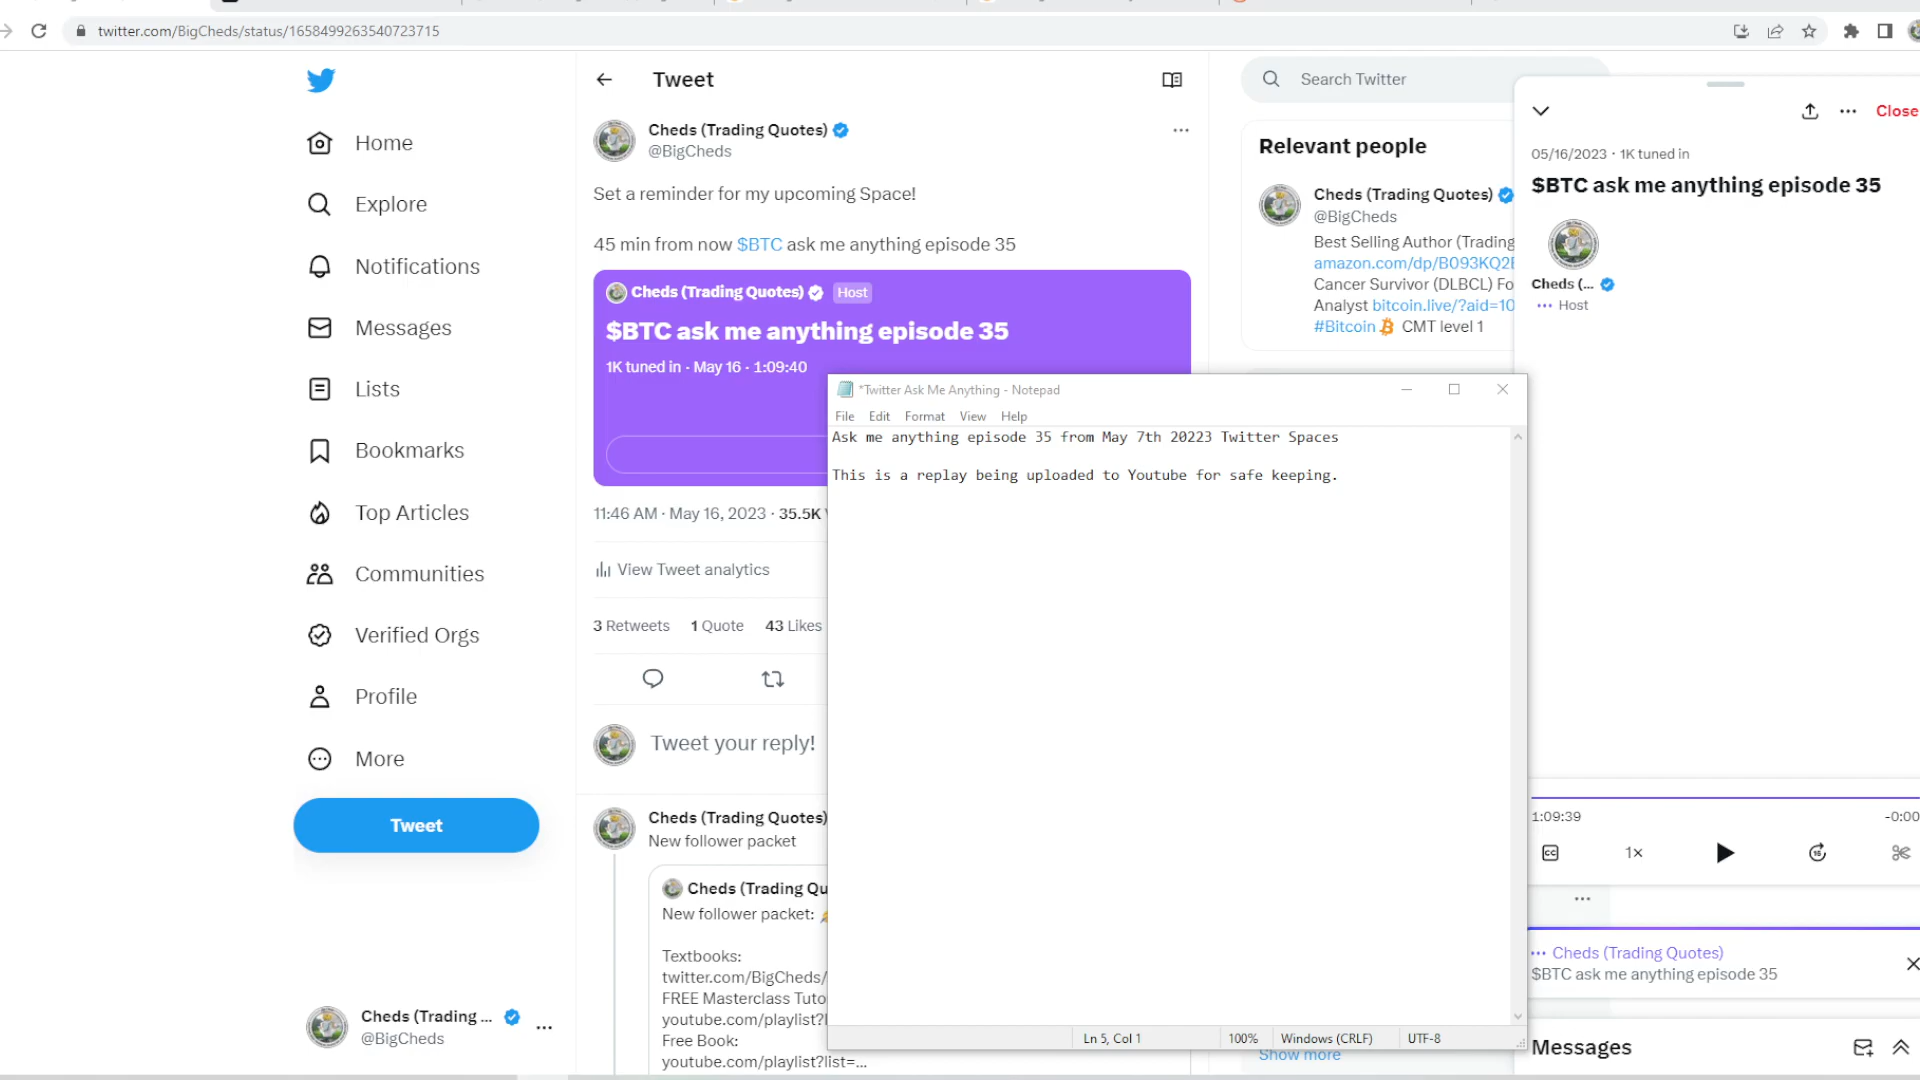 twitter.com/BigCheds/status/1658499263540723715
Home
Explore
Notifications
Messages
Lists
Bookmarks
Top Articles
Communities
Verified Orgs
Profile
More
Tweet
Cheds (Trading ...
@BigCheds
Tweet
Cheds (Trading Quotes)
@BigCheds
Set a reminder for my upcoming Space!
45 min from now $BTC ask me anything episode 35
Cheds (Trading Quotes) Host
$BTC ask me anything episode 35
1K tuned in · May 16 · 1:09:40
11:46 AM · May 16, 2023 · 35.5K
View Tweet analytics
3 Retweets 1 Quote 43 Likes
Tweet your reply!
Cheds (Trading Quotes)
New follower packet
Cheds (Trading Qu
New follower packet:
Textbooks:
twitter.com/BigCheds/
FREE Masterclass Tuto
youtube.com/playlist?l
Free Book:
youtube.com/playlist?list=...
*Twitter Ask Me Anything - Notepad
File Edit Format View Help
Ask me anything episode 35 from May 7th 20223 Twitter Spaces
This is a replay being uploaded to Youtube for safe keeping.
Ln 5, Col 1 100% Windows (CRLF) UTF-8
Search Twitter
Relevant people
Cheds (Trading Quotes)
@BigCheds
Best Selling Author (Trading
amazon.com/dp/B093KQ2
Cancer Survivor (DLBCL) Fo
Analyst bitcoin.live/?aid=10
#Bitcoin CMT level 1
Show more
Close
05/16/2023 · 1K tuned in
$BTC ask me anything episode 35
Cheds (...
Host
1:09:39 -0:00
CC 1× 15
Cheds (Trading Quotes)
$BTC ask me anything episode 35
Messages